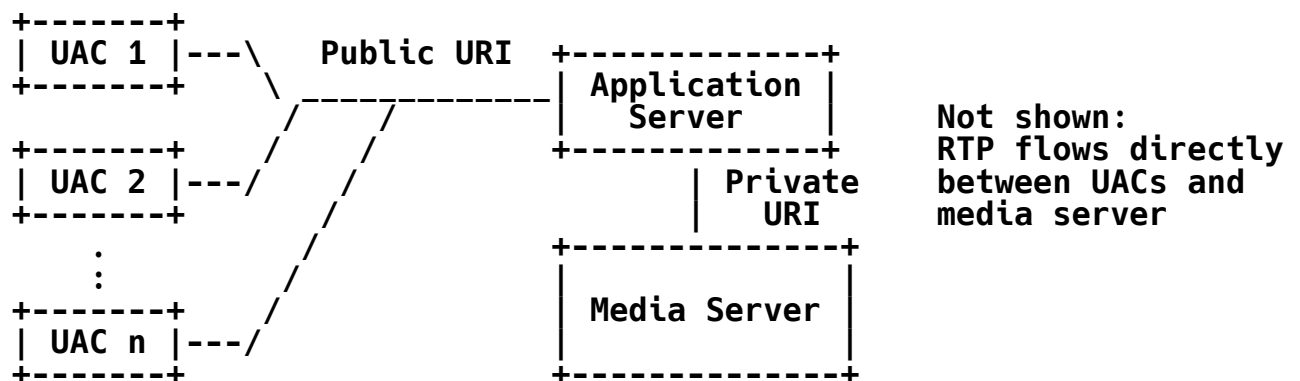 UAC 1
Public URI
Application
Server
Not shown:
RTP flows directly
between UACs and
media server
UAC 2
Private
URI
Media Server
UAC n